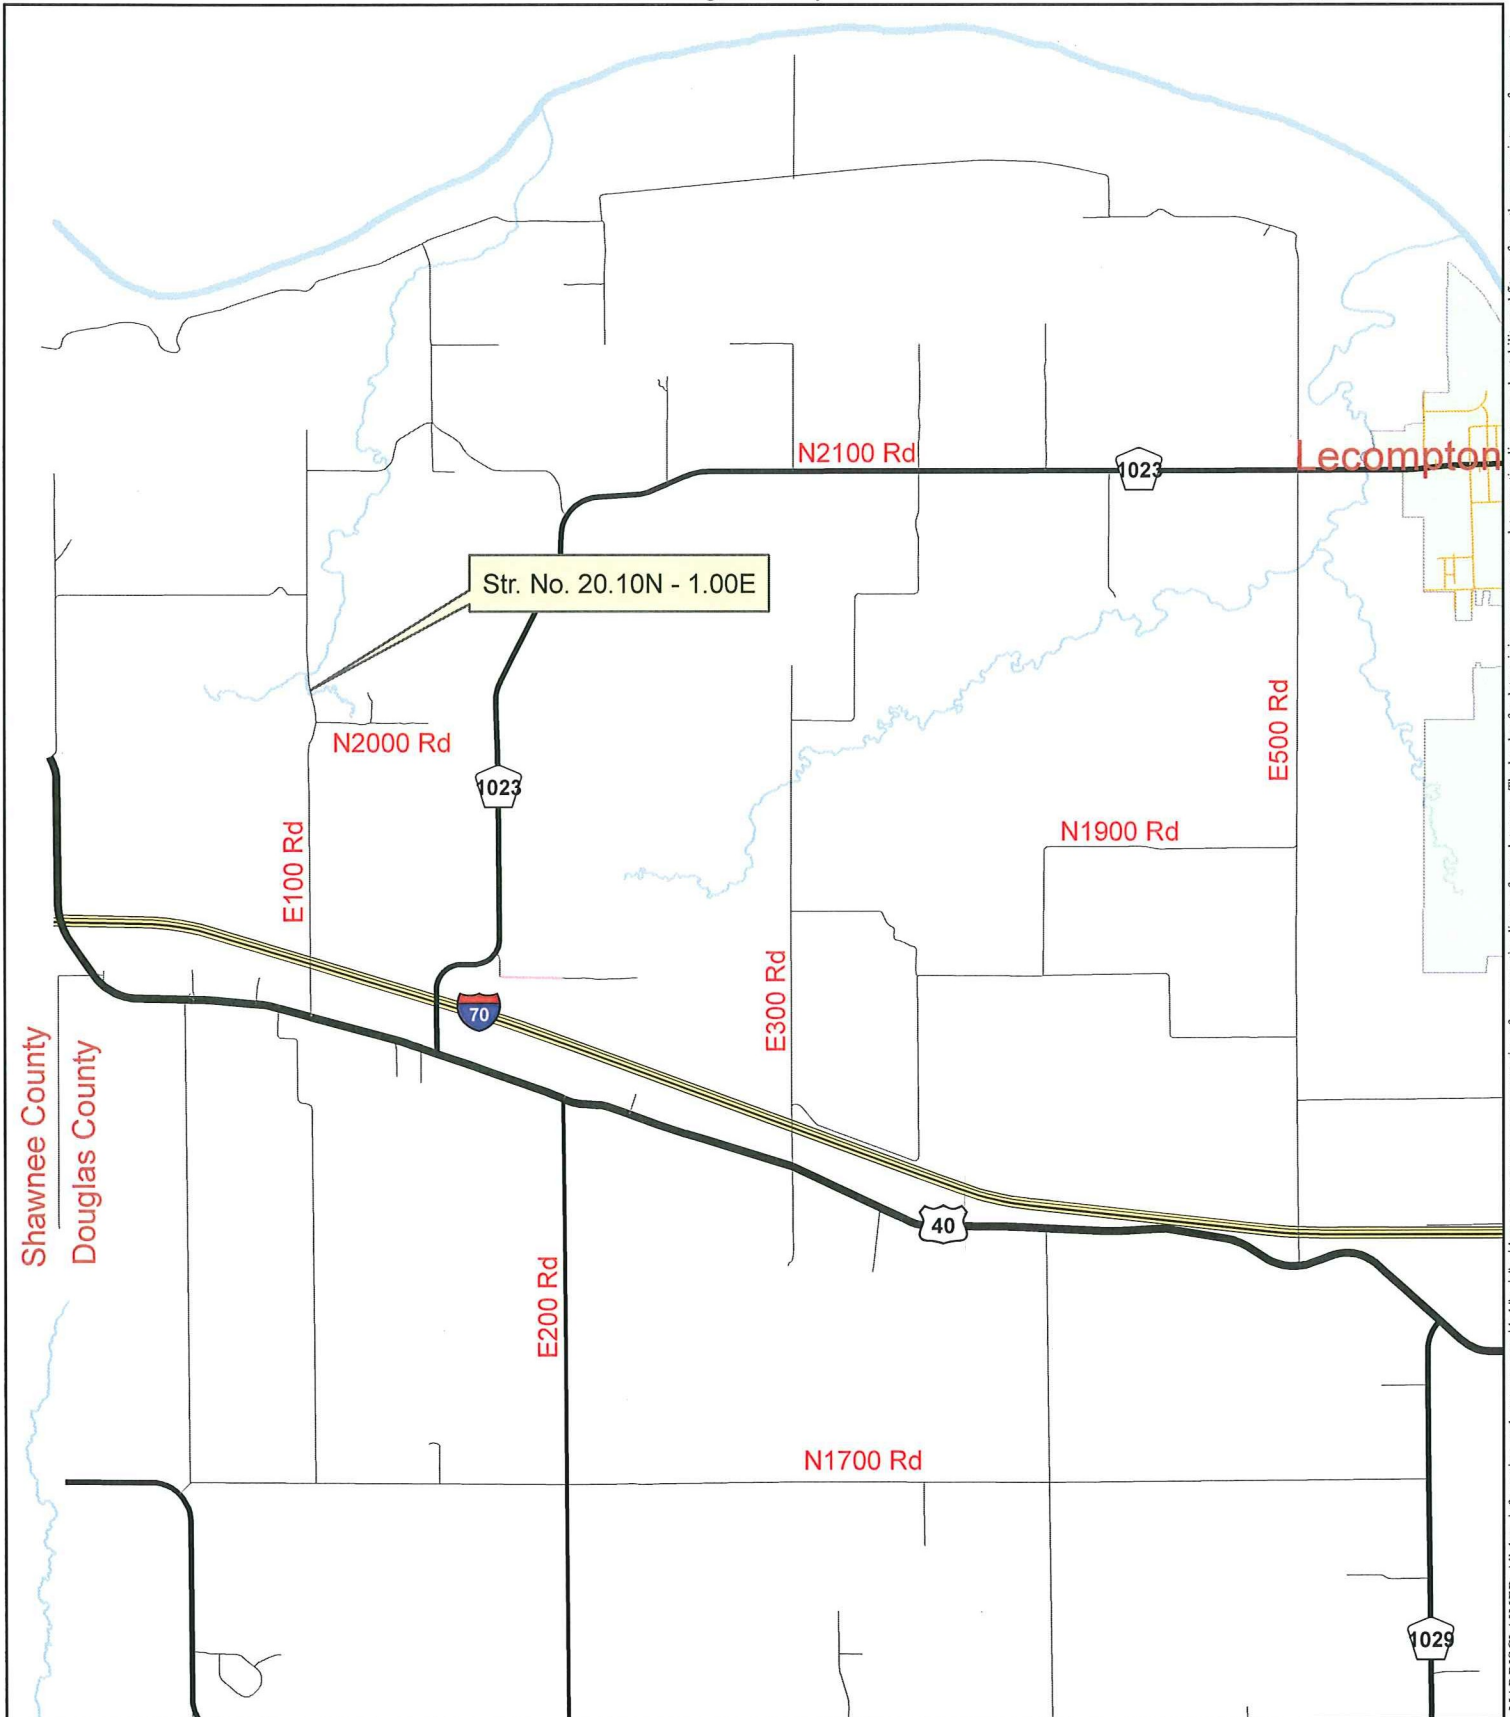 N2100 Rd
1023
Lecompton
Str. No. 20.10N - 1.00E
N2000 Rd
1023
E500 Rd
N1900 Rd
E100 Rd
E300 Rd
70
Shawnee County
Douglas County
40
E200 Rd
N1700 Rd
1029